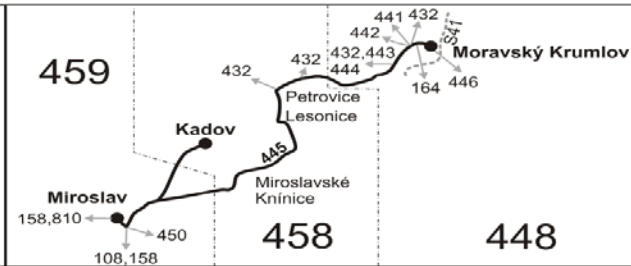 441 432
442
S41
432 432,443
Moravský Krumlov
459
432 444
446
Petrovice
164
Lesonice
Kadov
445
Miroslavské
Knínice
Miroslav
158,810
450
458
448
108,158